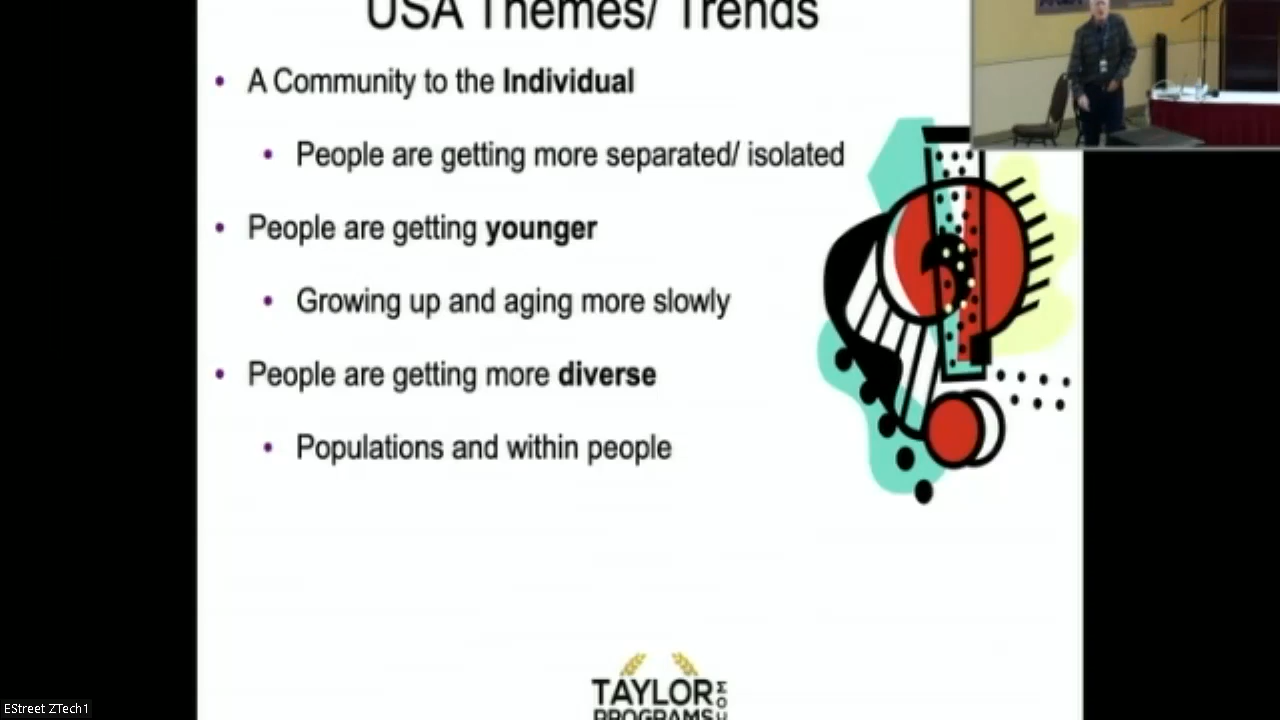 USA Themes/ Trends
• A Community to the Individual
• People are getting more separated/ isolated
• People are getting younger
• Growing up and aging more slowly
• People are getting more diverse
• Populations and within people
TAYLOR
PROGRAMS
EStreet ZTech1